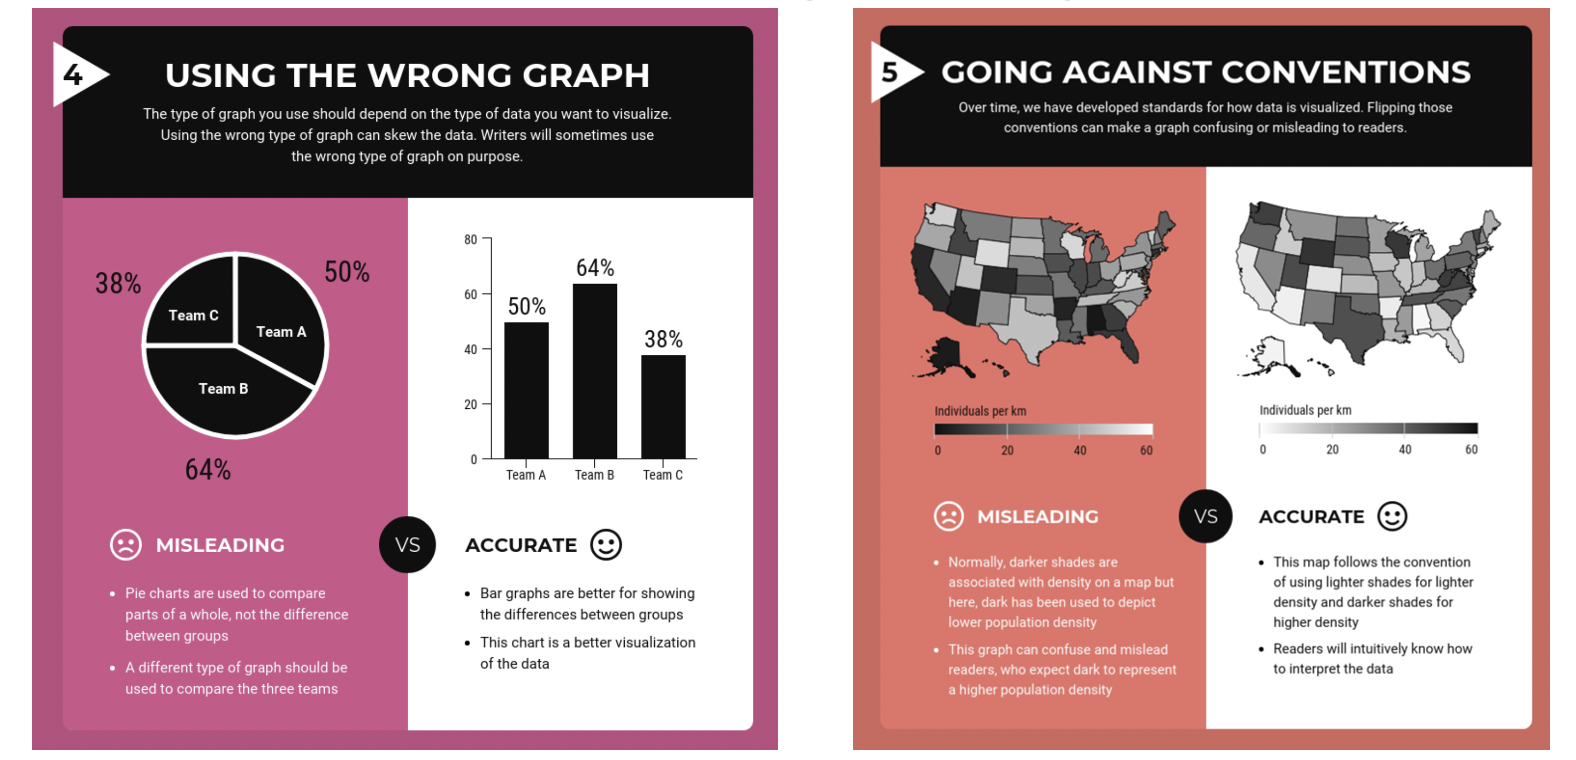 4
USING THE WRONG GRAPH
The type of graph you use should depend on the type of data you want to visualize.
Using the wrong type of graph can skew the data. Writers will sometimes use
the wrong type of graph on purpose.
38%
50%
Team C
Team A
Team B
64%
80
60
40
20
0
50%
64%
38%
Team A
Team B
Team C
MISLEADING
VS
ACCURATE
• Pie charts are used to compare
parts of a whole, not the difference
between groups
• A different type of graph should be
used to compare the three teams
• Bar graphs are better for showing
the differences between groups
• This chart is a better visualization
of the data
5
GOING AGAINST CONVENTIONS
Over time, we have developed standards for how data is visualized. Flipping those
conventions can make a graph confusing or misleading to readers.
Individuals per km
0 20 40 60
Individuals per km
0 20 40 60
MISLEADING
VS
ACCURATE
• Normally, darker shades are
associated with density on a map but
here, dark has been used to depict
lower population density
• This graph can confuse and mislead
readers, who expect dark to represent
a higher population density
• This map follows the convention
of using lighter shades for lighter
density and darker shades for
higher density
• Readers will intuitively know how
to interpret the data